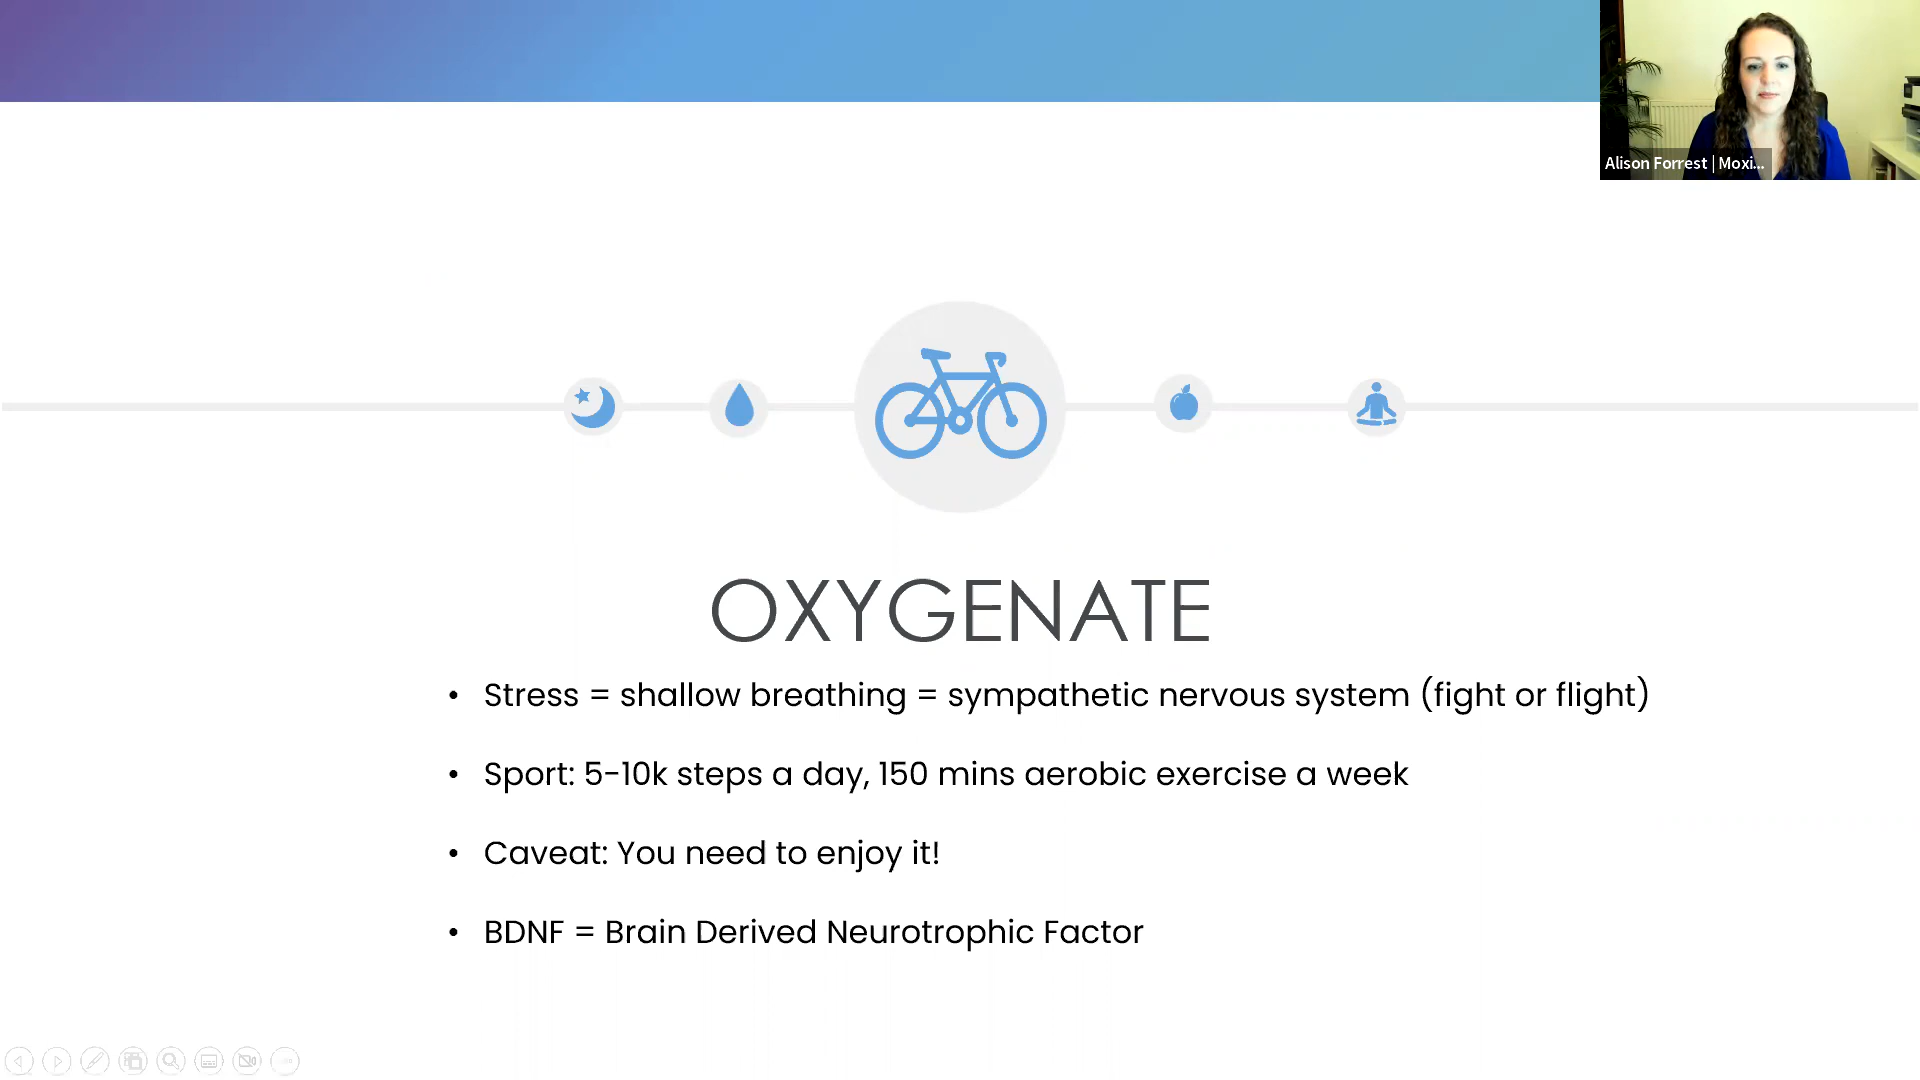 Alison Forrest | Moxi...
OXYGENATE
• Stress = shallow breathing = sympathetic nervous system (fight or flight)
• Sport: 5-10k steps a day, 150 mins aerobic exercise a week
• Caveat: You need to enjoy it!
• BDNF = Brain Derived Neurotrophic Factor